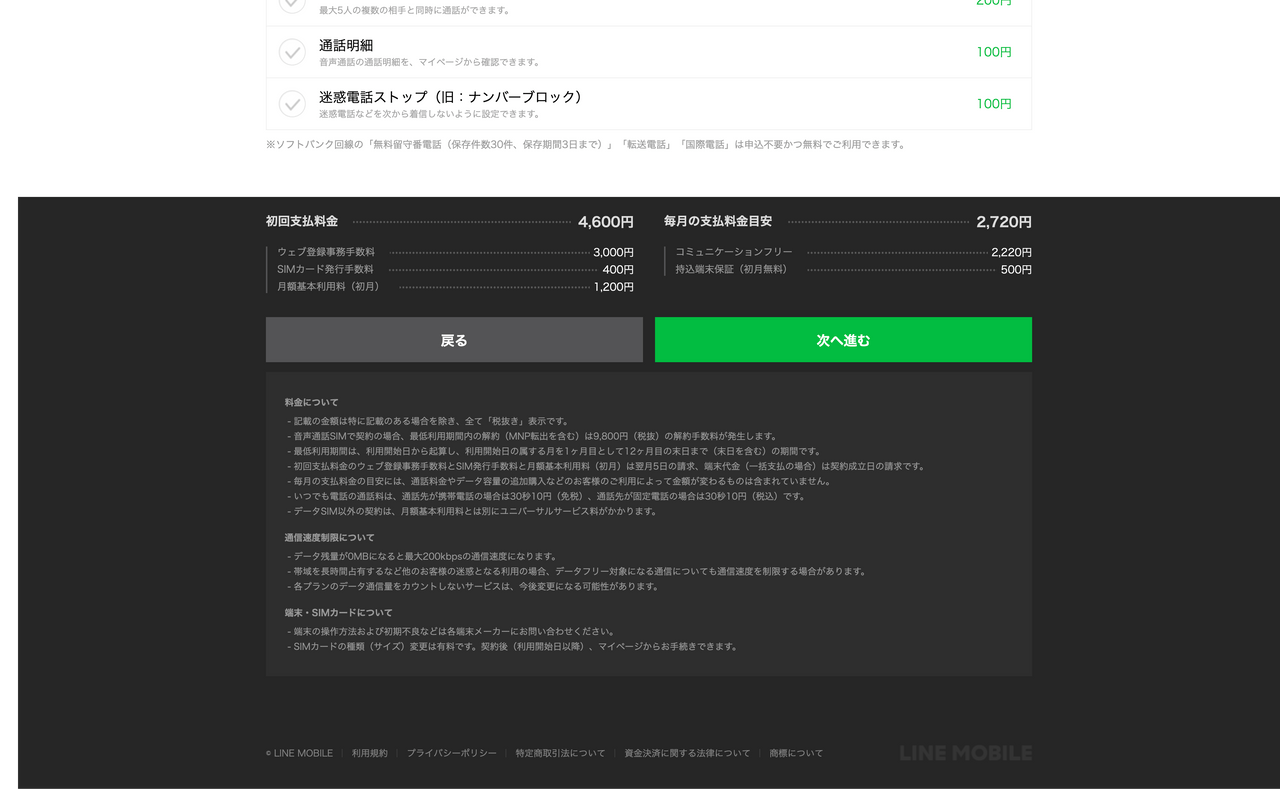 最大5人の複数の相手と同時に通話ができます。
200円
通話明細
100円
音声通話の通話明細を、マイページから確認できます。
迷惑電話ストップ（旧：ナンバーブロック）
100円
迷惑電話などを次から着信しないように設定できます。
※ソフトバンク回線の「無料留守番電話（保存件数30件、保存期間3日まで）」「転送電話」「国際電話」は申込不要かつ無料でご利用できます。
初回支払料金 4,600円
ウェブ登録事務手数料 3,000円
SIMカード発行手数料 400円
月額基本利用料（初月） 1,200円
毎月の支払料金目安 2,720円
コミュニケーションフリー 2,220円
持込端末保証（初月無料） 500円
戻る
次へ進む
料金について
- 記載の金額は特に記載のある場合を除き、全て「税抜き」表示です。
- 音声通話SIMで契約の場合、最低利用期間内の解約（MNP転出を含む）は9,800円（税抜）の解約手数料が発生します。
- 最低利用期間は、利用開始日から起算し、利用開始日の属する月を1ヶ月目として12ヶ月目の末日まで（末日を含む）の期間です。
- 初回支払料金のウェブ登録事務手数料とSIM発行手数料と月額基本利用料（初月）は翌月5日の請求、端末代金（一括支払の場合）は契約成立日の請求です。
- 毎月の支払料金の目安には、通話料金やデータ容量の追加購入などのお客様のご利用によって金額が変わるものは含まれていません。
- いつでも電話の通話料は、通話先が携帯電話の場合は30秒10円（免税）、通話先が固定電話の場合は30秒10円（税込）です。
- データSIM以外の契約は、月額基本利用料とは別にユニバーサルサービス料がかかります。
通信速度制限について
- データ残量が0MBになると最大200kbpsの通信速度になります。
- 帯域を長時間占有するなど他のお客様の迷惑となる利用の場合、データフリー対象になる通信についても通信速度を制限する場合があります。
- 各プランのデータ通信量をカウントしないサービスは、今後変更になる可能性があります。
端末・SIMカードについて
- 端末の操作方法および初期不良などは各端末メーカーにお問い合わせください。
- SIMカードの種類（サイズ）変更は有料です。契約後（利用開始日以降）、マイページからお手続きできます。
© LINE MOBILE 利用規約 プライバシーポリシー 特定商取引法について 資金決済に関する法律について 商標について
LINE MOBILE